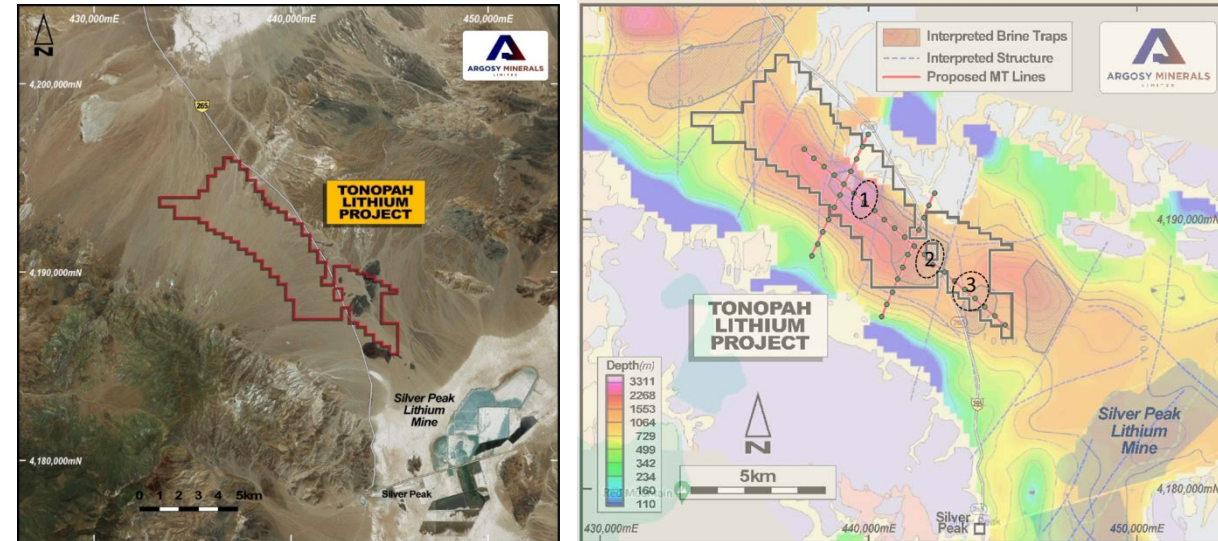 430,000mE
440,000mE
450,000mE
N
ARGOSY MINERALS
LIMITED
4,200,000mN
265
TONOPAH
LITHIUM
PROJECT
4,190,000mN
Silver Peak
Lithium
Mine
4,180,000mN
0 1 2 3 4 5km
Silver Peak
Interpreted Brine Traps
Interpreted Structure
Proposed MT Lines
ARGOSY MINERALS
LIMITED
1
4,190,000mN
2
3
TONOPAH
LITHIUM
PROJECT
265
Depth(m)
3311
2268
1553
1064
729
499
342
234
160
110
N
265
Silver Peak
Lithium
Mine
5km
Red Mountain
4,180,000mN
430,000mE
440,000mE
450,000mE
Silver
Peak